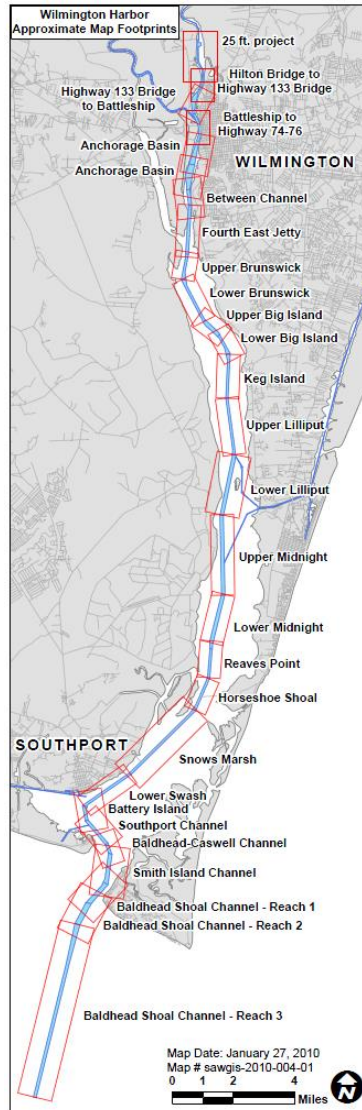 Wilmington Harbor
Approximate Map Footprints
25 ft. project
Hilton Bridge to
Highway 133 Bridge
Highway 133 Bridge
to Battleship
Battleship to
Highway 74-76
Anchorage Basin
WILMINGTON
Anchorage Basin
Between Channel
Fourth East Jetty
Upper Brunswick
Lower Brunswick
Upper Big Island
Lower Big Island
Keg Island
Upper Lilliput
Lower Lilliput
Upper Midnight
Lower Midnight
Reaves Point
Horseshoe Shoal
SOUTHPORT
Snows Marsh
Lower Swash
Battery Island
Southport Channel
Baldhead-Caswell Channel
Smith Island Channel
Baldhead Shoal Channel - Reach 1
Baldhead Shoal Channel - Reach 2
Baldhead Shoal Channel - Reach 3
Map Date: January 27, 2010
Map # sawgis-2010-004-01
0 2 4
Miles
N